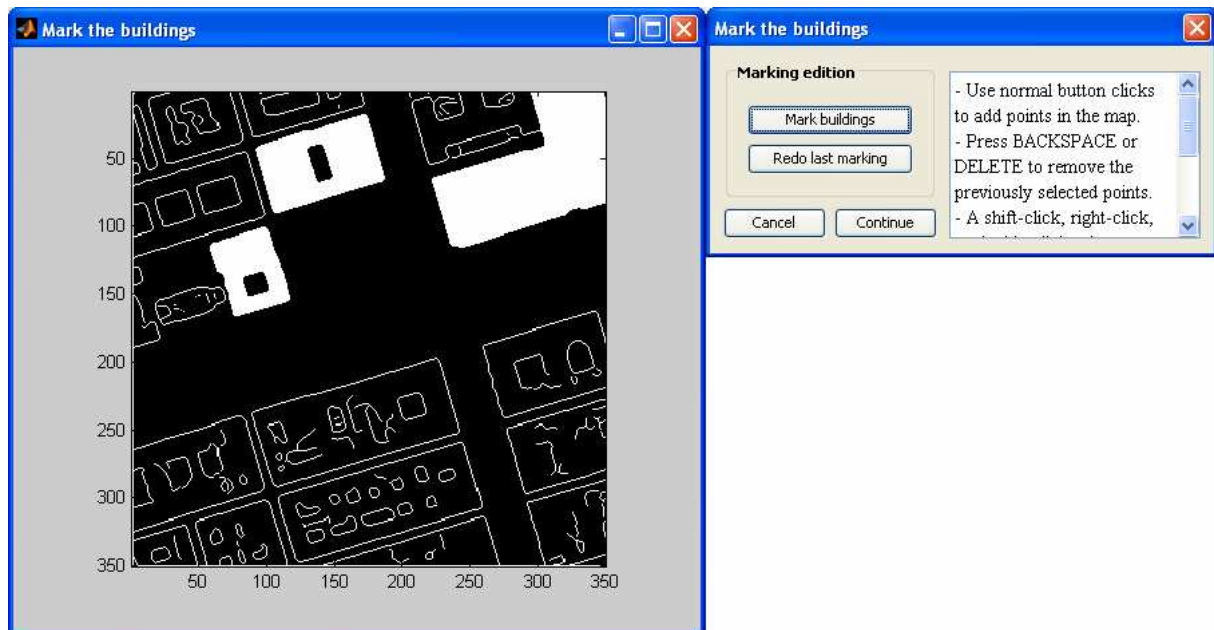 Mark the buildings
50
100
150
200
250
300
350
50 100 150 200 250 300 350
Mark the buildings
Marking edition
Mark buildings
Redo last marking
Cancel Continue
- Use normal button clicks
to add points in the map.
- Press BACKSPACE or
DELETE to remove the
previously selected points.
- A shift-click, right-click,